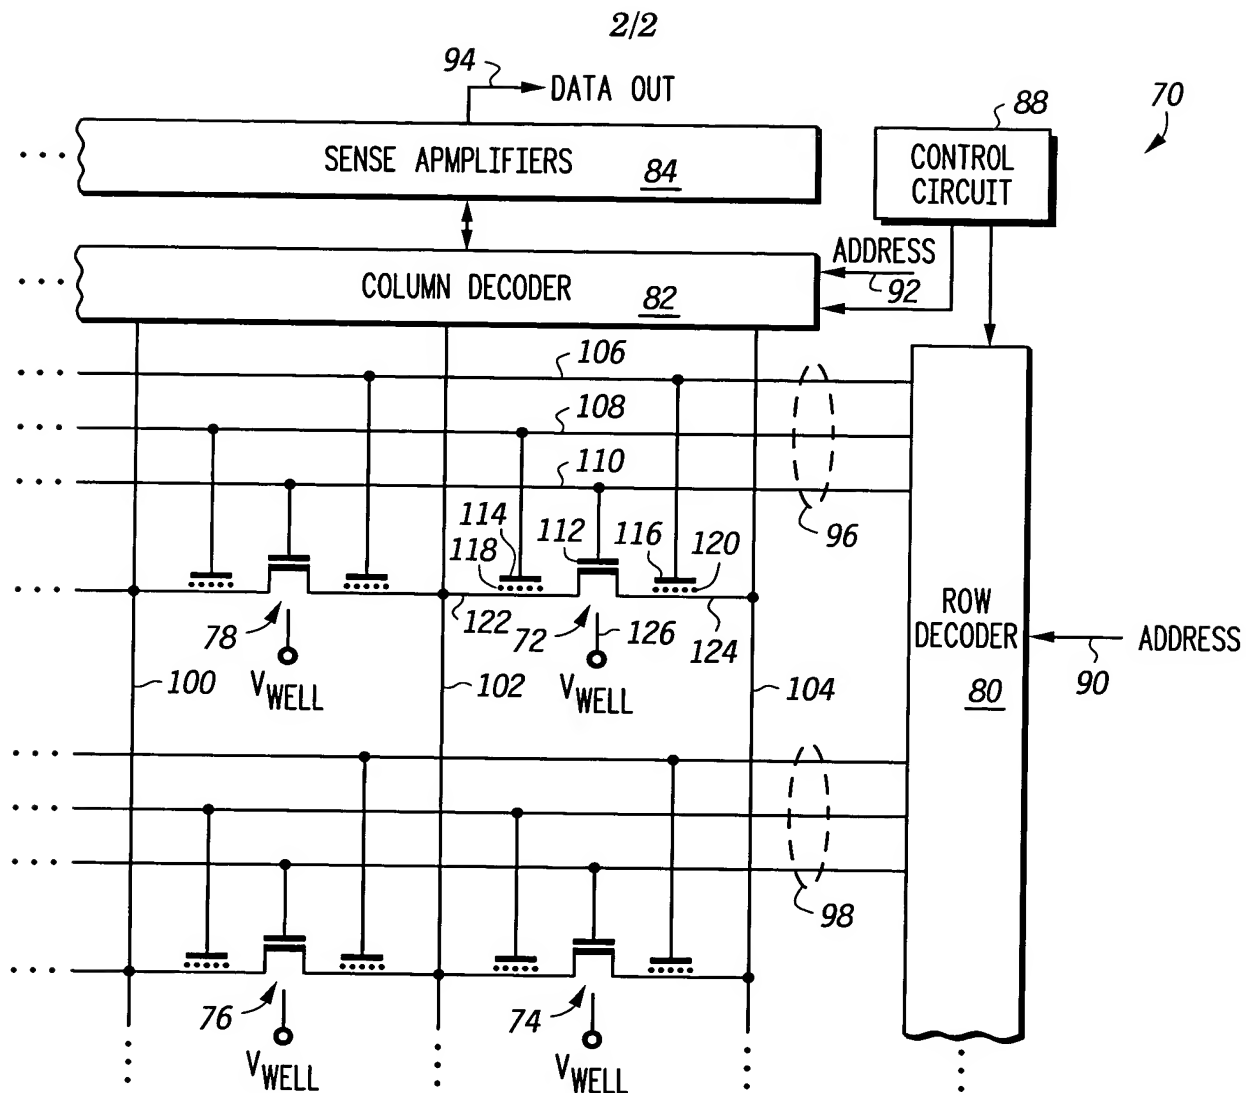 2/2
94
DATA OUT
88
70
SENSE APMPLIFIERS 84
CONTROL
CIRCUIT
ADDRESS
92
COLUMN DECODER 82
106
108
110
96
114
118
112
116
120
78
122
72
126
124
ROW
DECODER
80
ADDRESS
90
VWELL
VWELL
100
102
104
98
76
74
VWELL
VWELL